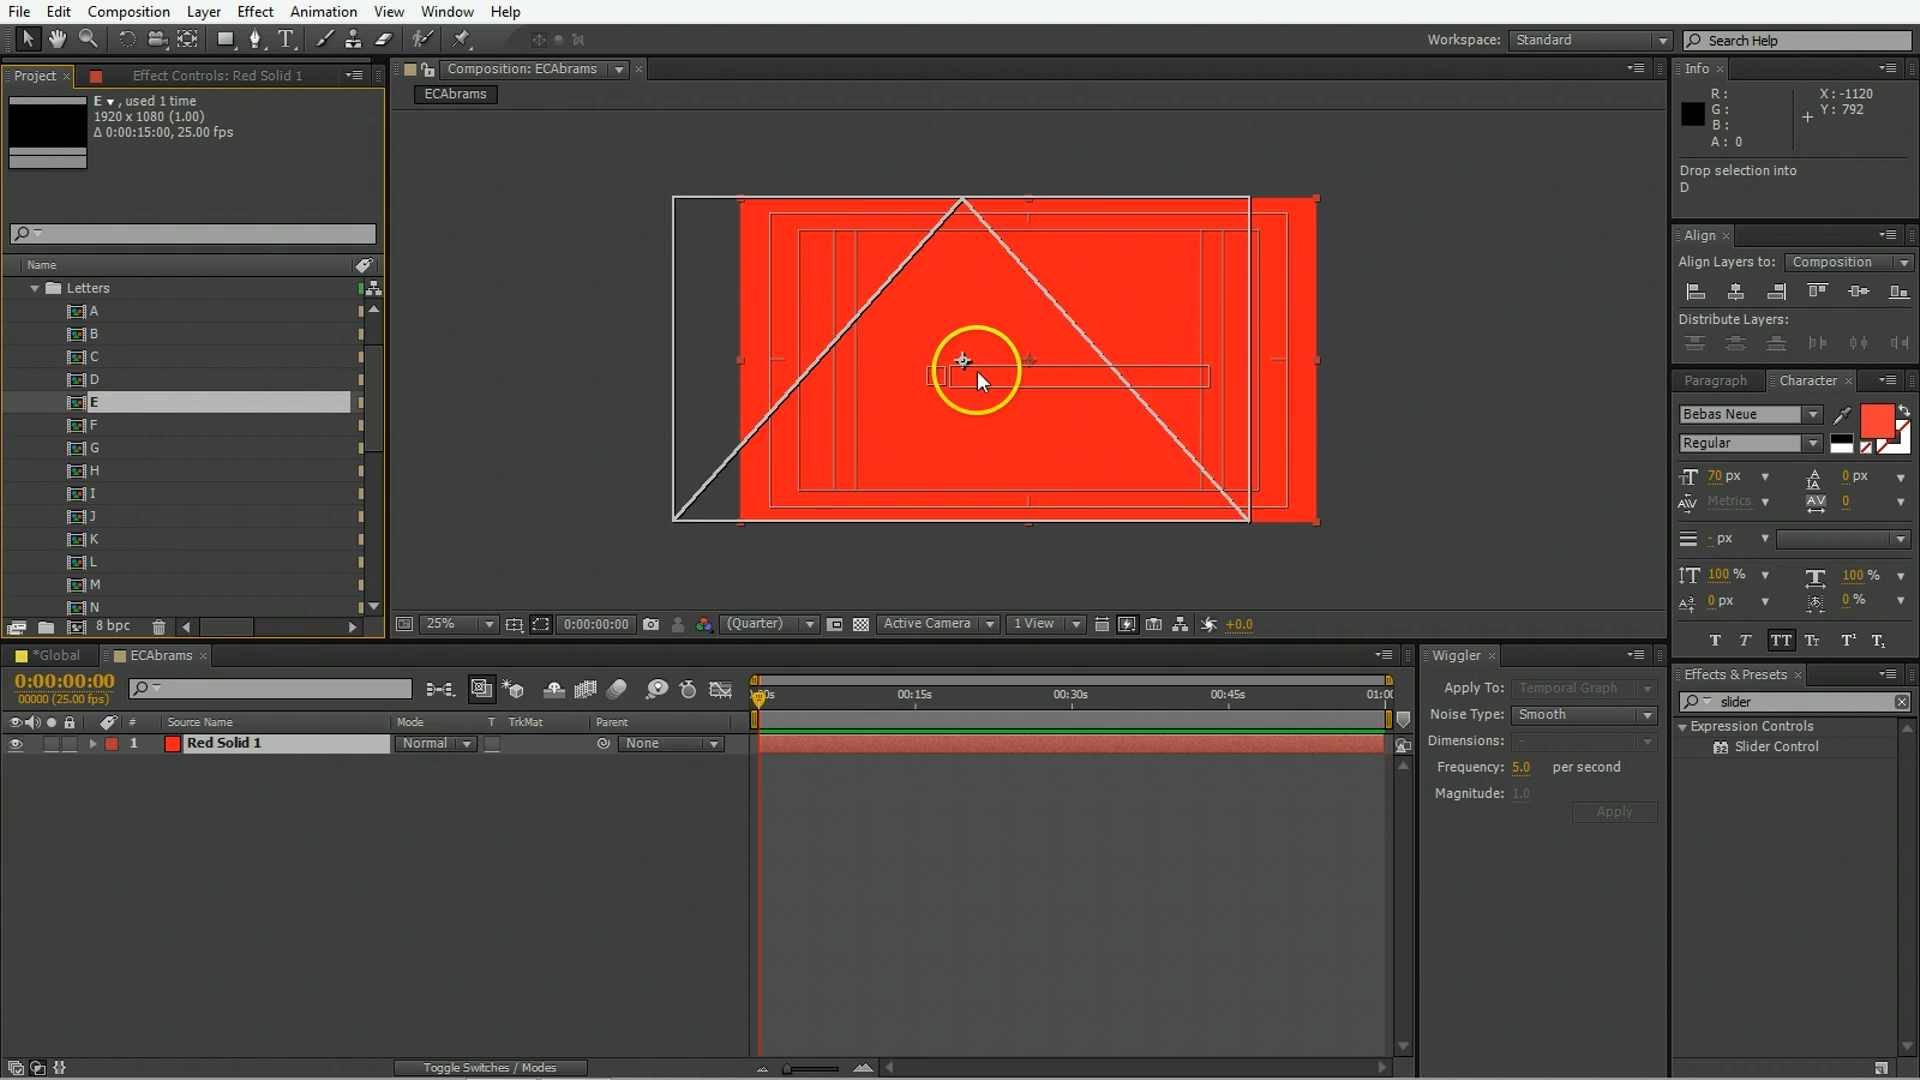 File Edit Composition Layer Effect Animation View Window Help
Workspace: Standard Search Help
Project Effect Controls: Red Solid 1
E , used 1 time
1920 x 1080 (1.00)
Δ 0:00:15:00, 25.00 fps
Name
Letters
A
B
C
D
E
F
G
H
I
J
K
L
M
N
8 bpc
Composition: ECAbrams
ECAbrams
25% 0:00:00:00 (Quarter) Active Camera 1 View +0.0
Info
R: X: -1120
G: Y: 792
B:
A: 0
Drop selection into
D
Align
Align Layers to: Composition
Distribute Layers:
Paragraph Character
Bebas Neue
Regular
70 px 0 px
Metrics 0
- px
100 % 100 %
0 px 0 %
T T TT Tt T¹ T₁
*Global ECAbrams
0:00:00:00
00000 (25.00 fps)
# Source Name Mode T TrkMat Parent
1 Red Solid 1 Normal None
00:15s 00:30s 00:45s
Toggle Switches / Modes
Wiggler
Apply To: Temporal Graph
Noise Type: Smooth
Dimensions: -
Frequency: 5.0 per second
Magnitude: 1.0
Apply
Effects & Presets
slider
Expression Controls
Slider Control